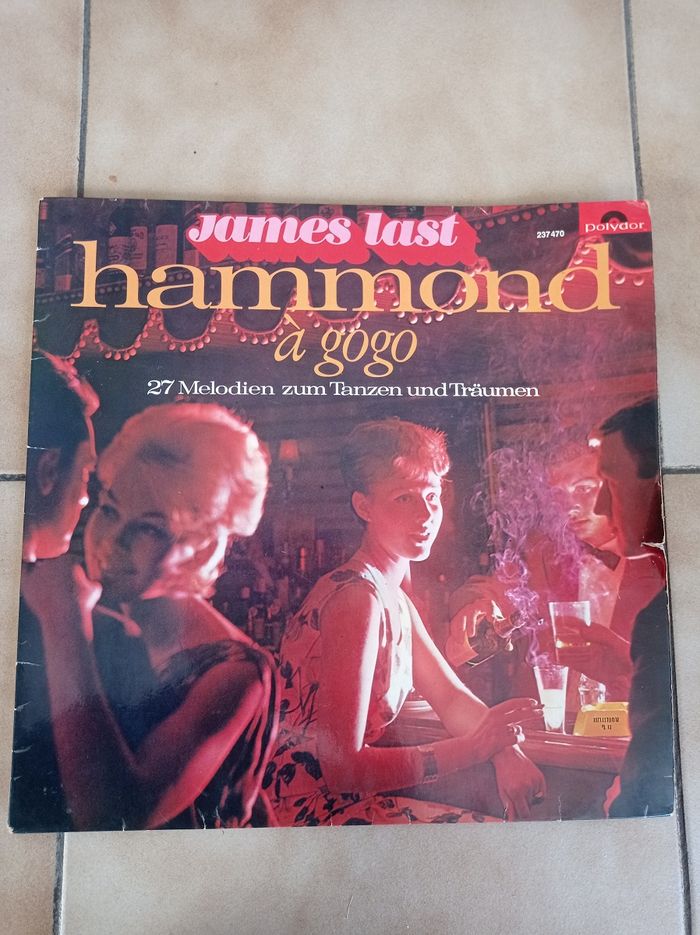 james last
237470
polydor
hammond
à gogo
27 Melodien zum Tanzen und Träumen